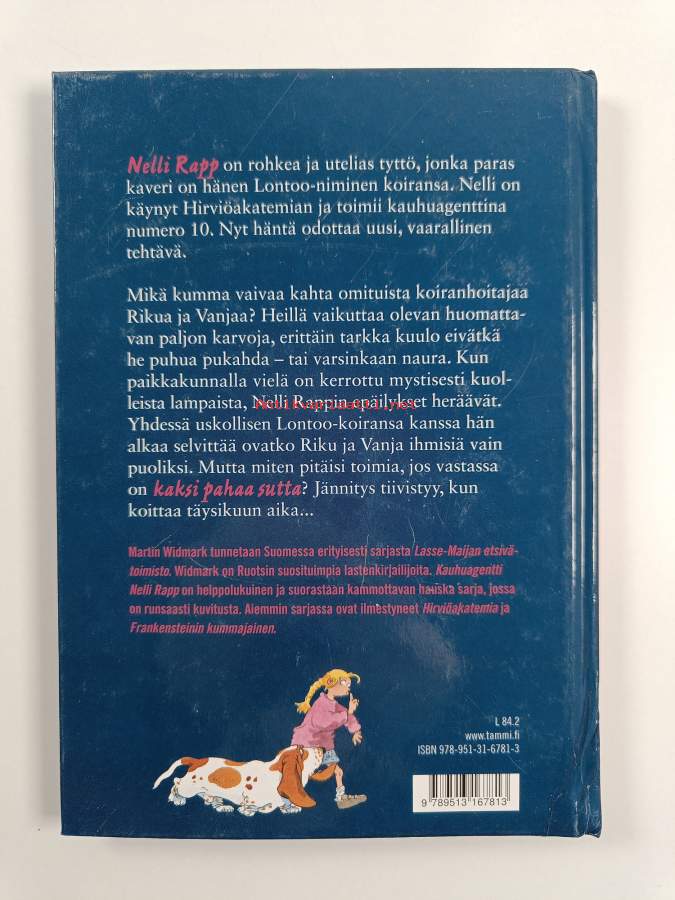 Nelli Rapp on rohkea ja utelias tyttö, jonka paras
kaveri on hänen Lontoo-niminen koiransa. Nelli on
käynyt Hirviöakatemian ja toimii kauhuagenttina
numero 10. Nyt häntä odottaa uusi, vaarallinen
tehtävä.
Mikä kumma vaivaa kahta omituista koiranhoitajaa
Rikua ja Vanjaa? Heillä vaikuttaa olevan huomatta-
van paljon karvoja, erittäin tarkka kuulo eivätkä
he puhua pukahda – tai varsinkaan naura. Kun
paikkakunnalla vielä on kerrottu mystisesti kuol-
leista lampaista, Nelli Rappin epäilykset heräävät.
Antikvariaatti.net
Yhdessä uskollisen Lontoo-koiransa kanssa hän
alkaa selvittää ovatko Riku ja Vanja ihmisiä vain
puoliksi. Mutta miten pitäisi toimia, jos vastassa
on kaksi pahaa sutta? Jännitys tiivistyy, kun
koittaa täysikuun aika...
Martin Widmark tunnetaan Suomessa erityisesti sarjasta Lasse-Maijan etsivä-
toimisto. Widmark on Ruotsin suosituimpia lastenkirjailijoita. Kauhuagentti
Nelli Rapp on helppolukuinen ja suorastaan kammottavan hauska sarja, jossa
on runsaasti kuvitusta. Aiemmin sarjassa ovat ilmestyneet Hirviöakatemia ja
Frankensteinin kummajainen.
L 84.2
www.tammi.fi
ISBN 978-951-31-6781-3
9 789513 167813